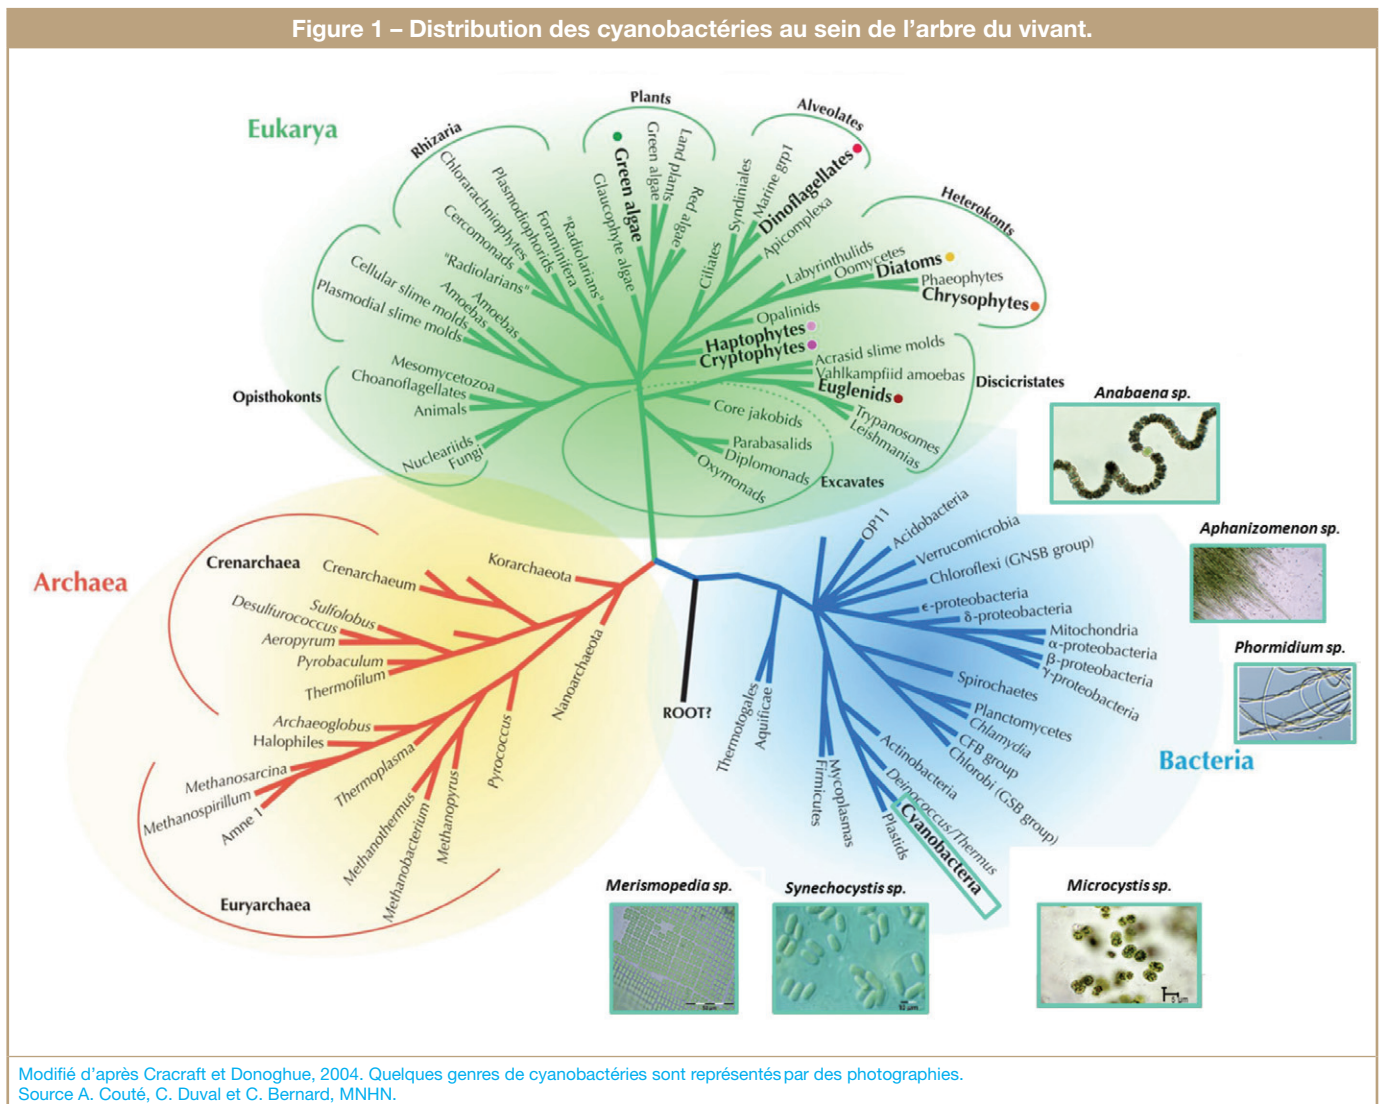 Figure 1 – Distribution des cyanobactéries au sein de l'arbre du vivant.
Eukarya
Rhizaria
Plants
Alveolates
Heterokonts
Chlorarachniophytes
Plasmodiophorids
Cercomonads
Foraminifera
"Radiolarians"
"Radiolarians"
Green algae
Glaucophyte algae
Green algae
Land plants
Red algae
Ciliates
Syndiniales
Marine grp1
Dinoflagellates
Apicomplexa
Labyrinthulids
Oomycetes
Diatoms
Phaeophytes
Chrysophytes
Opalinids
Haptophytes
Cryptophytes
Acrasid slime molds
Vahlkampfiid amoebas
Euglenids
Trypanosomes
Leishmanias
Discicristates
Core jakobids
Parabasalids
Diplomonads
Oxymonads
Excavates
Cellular slime molds
Plasmodial slime molds
Amoebas
Amoebas
Opisthokonts
Mesomycetozoa
Choanoflagellates
Animals
Nucleariids
Fungi
Anabaena sp.
Aphanizomenon sp.
Phormidium sp.
Archaea
Crenarchaea
Crenarchaeum
Korarchaeota
Desulfurococcus
Sulfolobus
Aeropyrum
Pyrobaculum
Thermofilum
Nanoarchaeota
Archaeoglobus
Halophiles
Methanosarcina
Methanospirillum
Amne 1
Thermoplasma
Methanothermus
Methanobacterium
Methanopyrus
Pyrococcus
Euryarchaea
ROOT?
Bacteria
OP11
Acidobacteria
Verrucomicrobia
Chloroflexi (GNSB group)
ϵ-proteobacteria
δ-proteobacteria
Mitochondria
α-proteobacteria
β-proteobacteria
γ-proteobacteria
Spirochaetes
Planctomycetes
Chlamydia
CFB group
Chlorobi (GSB group)
Thermotogales
Aquificae
Firmicutes
Mycoplasmas
Actinobacteria
Deinococcus/Thermus
Cyanobacteria
Plastids
Merismopedia sp.
Synechocystis sp.
Microcystis sp.
50 µm
10 µm
5 µm
Modifié d'après Cracraft et Donoghue, 2004. Quelques genres de cyanobactéries sont représentés par des photographies.
Source A. Couté, C. Duval et C. Bernard, MNHN.